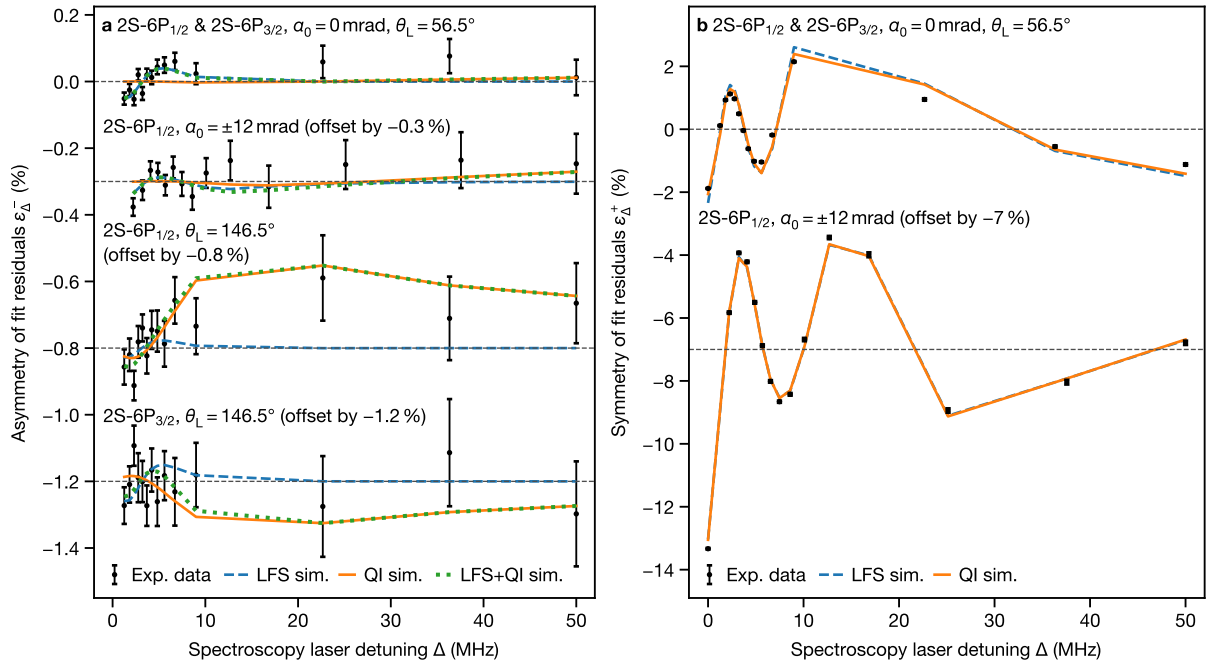 a 2S-6P1/2 & 2S-6P3/2, α0 = 0 mrad, θL = 56.5°
0.2
0.0
2S-6P1/2, α0 = ±12 mrad (offset by −0.3 %)
−0.2
−0.4
2S-6P1/2, θL = 146.5°
(offset by −0.8 %)
−0.6
−0.8
−1.0
2S-6P3/2, θL = 146.5° (offset by −1.2 %)
−1.2
−1.4
Asymmetry of fit residuals ε−Δ (%)
Exp. data LFS sim. QI sim. LFS+QI sim.
0 10 20 30 40 50
Spectroscopy laser detuning Δ (MHz)
b 2S-6P1/2 & 2S-6P3/2, α0 = 0 mrad, θL = 56.5°
2
0
−2
2S-6P1/2, α0 = ±12 mrad (offset by −7 %)
−4
−6
−8
−10
−12
−14
Symmetry of fit residuals ε+Δ (%)
Exp. data LFS sim. QI sim.
0 10 20 30 40 50
Spectroscopy laser detuning Δ (MHz)